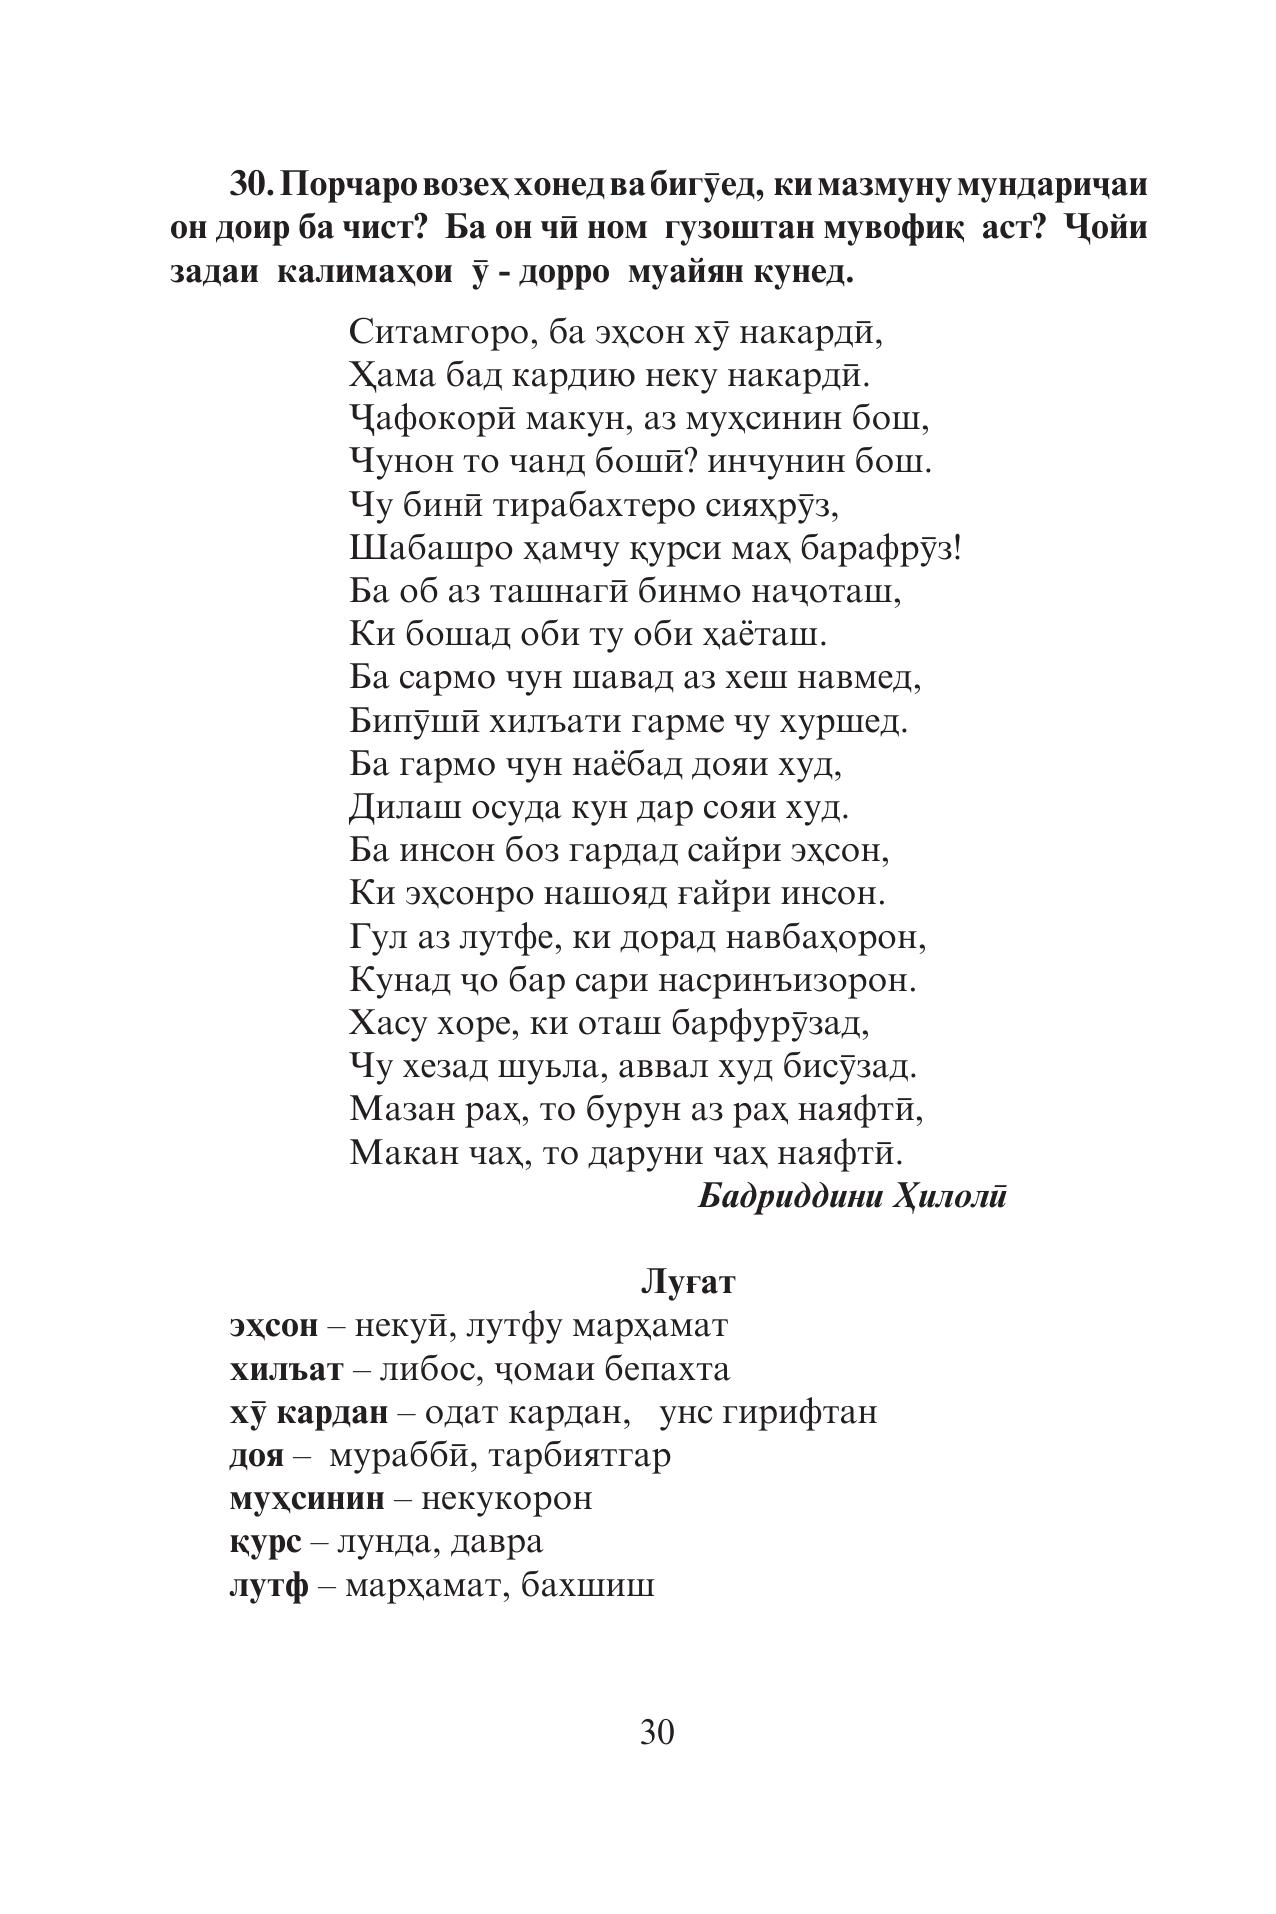 30. Порчаро возеҳ хонед ва бигӯед, ки мазмуну мундариҷаи
он доир ба чист? Ба он чӣ ном гузоштан мувофиқ аст? Ҷойи
задаи калимаҳои ӯ - дорро муайян кунед.
Ситамгоро, ба эҳсон хӯ накардӣ,
Ҳама бад кардию неку накардӣ.
Ҷафокорӣ макун, аз муҳсинин бош,
Чунон то чанд бошӣ? инчунин бош.
Чу бинӣ тирабахтеро сияҳрӯз,
Шабашро ҳамчу қурси маҳ барафрӯз!
Ба об аз ташнагӣ бинмо наҷоташ,
Ки бошад оби ту оби ҳаёташ.
Ба сармо чун шавад аз хеш навмед,
Бипӯшӣ хилъати гарме чу хуршед.
Ба гармо чун наёбад дояи худ,
Дилаш осуда кун дар сояи худ.
Ба инсон боз гардад сайри эҳсон,
Ки эҳсонро нашояд ғайри инсон.
Гул аз лутфе, ки дорад навбаҳорон,
Кунад ҷо бар сари насринъизорон.
Хасу хоре, ки оташ барфурӯзад,
Чу хезад шуьла, аввал худ бисӯзад.
Мазан раҳ, то бурун аз раҳ наяфтӣ,
Макан чаҳ, то даруни чаҳ наяфтӣ.
Бадриддини Ҳилолӣ
Луғат
эҳсон – некуӣ, лутфу марҳамат
хилъат – либос, ҷомаи бепахта
хӯ кардан – одат кардан, унс гирифтан
доя – мураббӣ, тарбиятгар
муҳсинин – некукорон
қурс – лунда, давра
лутф – марҳамат, бахшиш
30